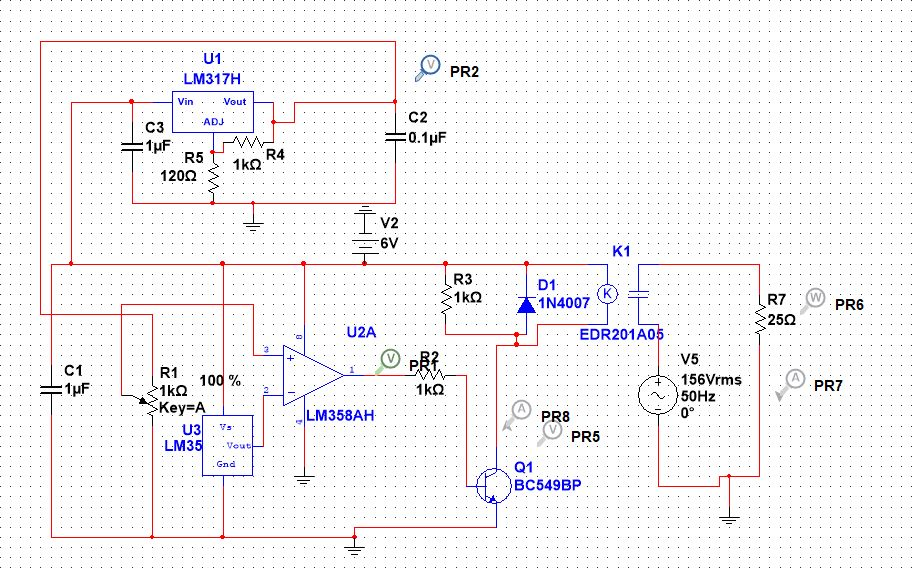 U1
LM317H
Vin
Vout
ADJ
PR2
C3
1µF
C2
0.1µF
R4
1kΩ
R5
120Ω
V2
6V
K1
R3
1kΩ
D1
1N4007
K
EDR201A05
R7
25Ω
PR6
U2A
8
3
+
1
2
−
4
LM358AH
R2
PR1
1kΩ
V5
156Vrms
50Hz
0°
PR7
C1
1µF
R1
1kΩ
Key=A
100 %
U3
LM35
Vs
Vout
Gnd
V
A
W
PR8
PR5
Q1
BC549BP